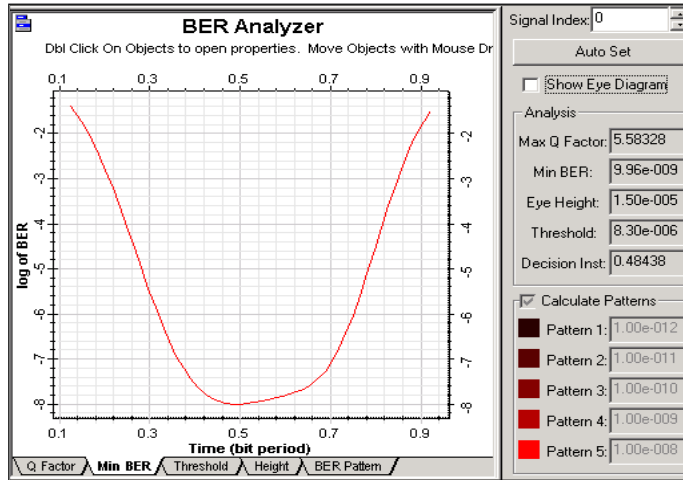 BER Analyzer
Dbl Click On Objects to open properties. Move Objects with Mouse Dr
0.1 0.3 0.5 0.7 0.9
-2 -2
-3 -3
-4 -4
-5 -5
-6 -6
-7 -7
-8 -8
log of BER
0.1 0.3 0.5 0.7 0.9
Time (bit period)
Q Factor Min BER Threshold Height BER Pattern
Signal Index: 0
Auto Set
Show Eye Diagram
Analysis
Max Q Factor: 5.58328
Min BER: 9.96e-009
Eye Height: 1.50e-005
Threshold: 8.30e-006
Decision Inst: 0.48438
Calculate Patterns
Pattern 1: 1.00e-012
Pattern 2: 1.00e-011
Pattern 3: 1.00e-010
Pattern 4: 1.00e-009
Pattern 5: 1.00e-008